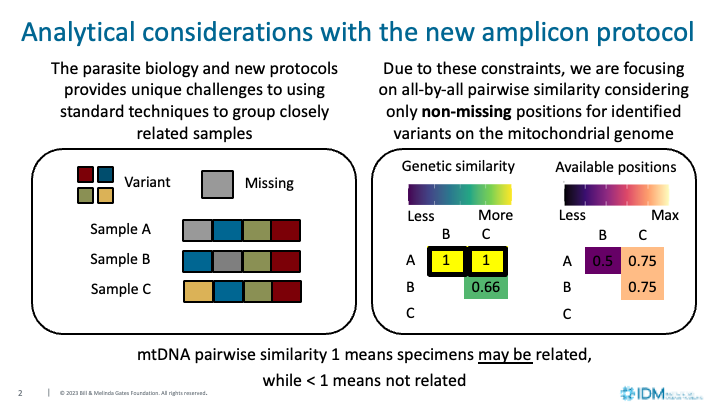 Analytical considerations with the new amplicon protocol
The parasite biology and new protocols
provides unique challenges to using
standard techniques to group closely
related samples
Due to these constraints, we are focusing
on all-by-all pairwise similarity considering
only non-missing positions for identified
variants on the mitochondrial genome
Variant
Missing
Sample A
Sample B
Sample C
Genetic similarity
Less
More
B C
A 1 1
B 0.66
C
Available positions
Less
Max
B C
A 0.5 0.75
B 0.75
C
mtDNA pairwise similarity 1 means specimens may be related,
while < 1 means not related
2 | © 2023 Bill & Melinda Gates Foundation. All rights reserved.
IDM